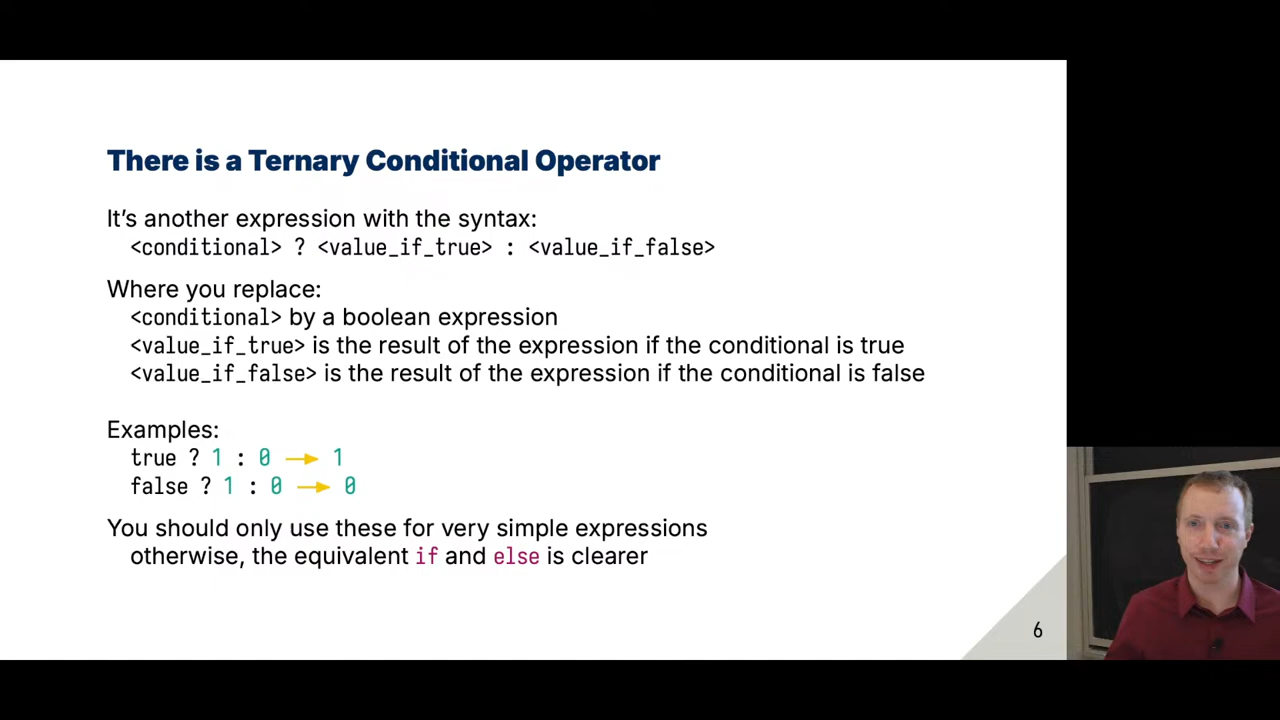 There is a Ternary Conditional Operator
It’s another expression with the syntax:
<conditional> ? <value_if_true> : <value_if_false>
Where you replace:
<conditional> by a boolean expression
<value_if_true> is the result of the expression if the conditional is true
<value_if_false> is the result of the expression if the conditional is false
Examples:
true ? 1 : 0 → 1
false ? 1 : 0 → 0
You should only use these for very simple expressions
otherwise, the equivalent if and else is clearer
6